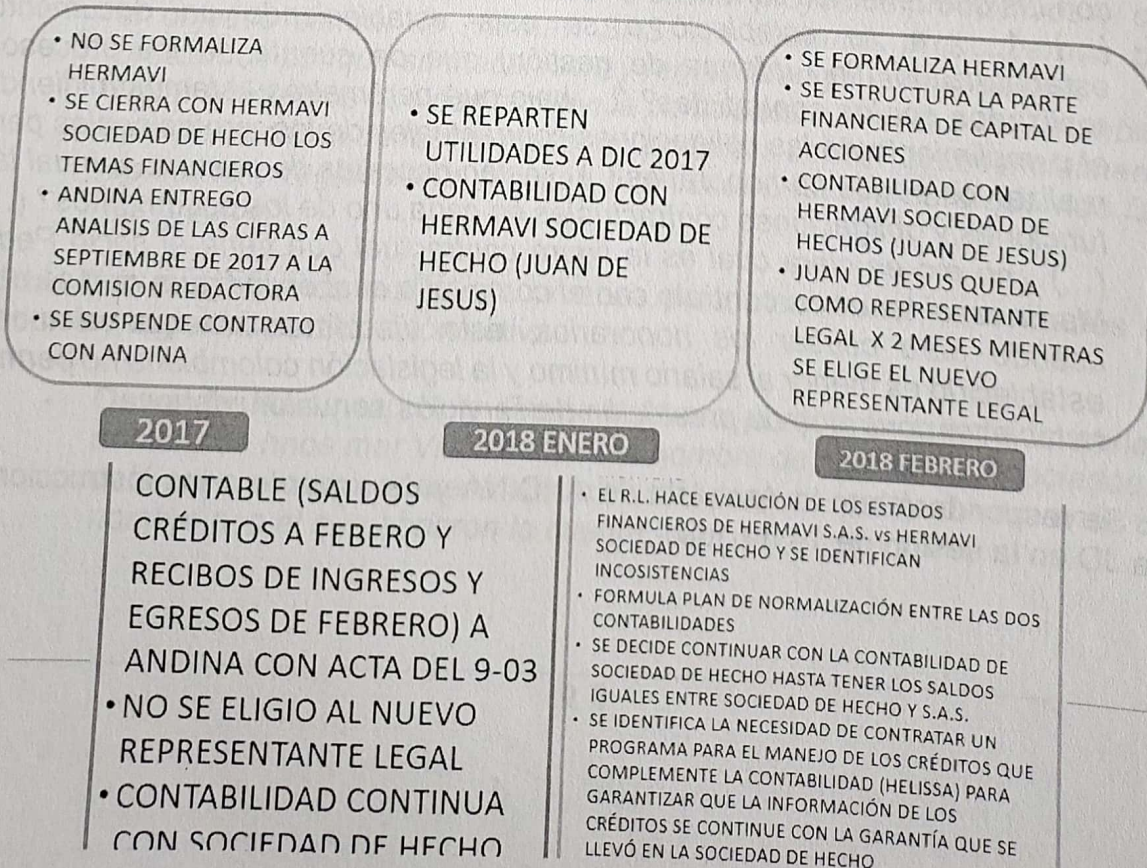 • NO SE FORMALIZA
HERMAVI
• SE CIERRA CON HERMAVI
SOCIEDAD DE HECHO LOS
TEMAS FINANCIEROS
• ANDINA ENTREGO
ANALISIS DE LAS CIFRAS A
SEPTIEMBRE DE 2017 A LA
COMISION REDACTORA
• SE SUSPENDE CONTRATO
CON ANDINA
2017
• SE REPARTEN
UTILIDADES A DIC 2017
• CONTABILIDAD CON
HERMAVI SOCIEDAD DE
HECHO (JUAN DE
JESUS)
2018 ENERO
• SE FORMALIZA HERMAVI
• SE ESTRUCTURA LA PARTE
FINANCIERA DE CAPITAL DE
ACCIONES
• CONTABILIDAD CON
HERMAVI SOCIEDAD DE
HECHOS (JUAN DE JESUS)
• JUAN DE JESUS QUEDA
COMO REPRESENTANTE
LEGAL X 2 MESES MIENTRAS
SE ELIGE EL NUEVO
REPRESENTANTE LEGAL
2018 FEBRERO
CONTABLE (SALDOS
CRÉDITOS A FEBERO Y
RECIBOS DE INGRESOS Y
EGRESOS DE FEBRERO) A
ANDINA CON ACTA DEL 9-03
• NO SE ELIGIO AL NUEVO
REPRESENTANTE LEGAL
• CONTABILIDAD CONTINUA
CON SOCIEDAD DE HECHO
• EL R.L. HACE EVALUCIÓN DE LOS ESTADOS
FINANCIEROS DE HERMAVI S.A.S. vs HERMAVI
SOCIEDAD DE HECHO Y SE IDENTIFICAN
INCOSISTENCIAS
• FORMULA PLAN DE NORMALIZACIÓN ENTRE LAS DOS
CONTABILIDADES
• SE DECIDE CONTINUAR CON LA CONTABILIDAD DE
SOCIEDAD DE HECHO HASTA TENER LOS SALDOS
IGUALES ENTRE SOCIEDAD DE HECHO Y S.A.S.
• SE IDENTIFICA LA NECESIDAD DE CONTRATAR UN
PROGRAMA PARA EL MANEJO DE LOS CRÉDITOS QUE
COMPLEMENTE LA CONTABILIDAD (HELISSA) PARA
GARANTIZAR QUE LA INFORMACIÓN DE LOS
CRÉDITOS SE CONTINUE CON LA GARANTÍA QUE SE
LLEVÓ EN LA SOCIEDAD DE HECHO